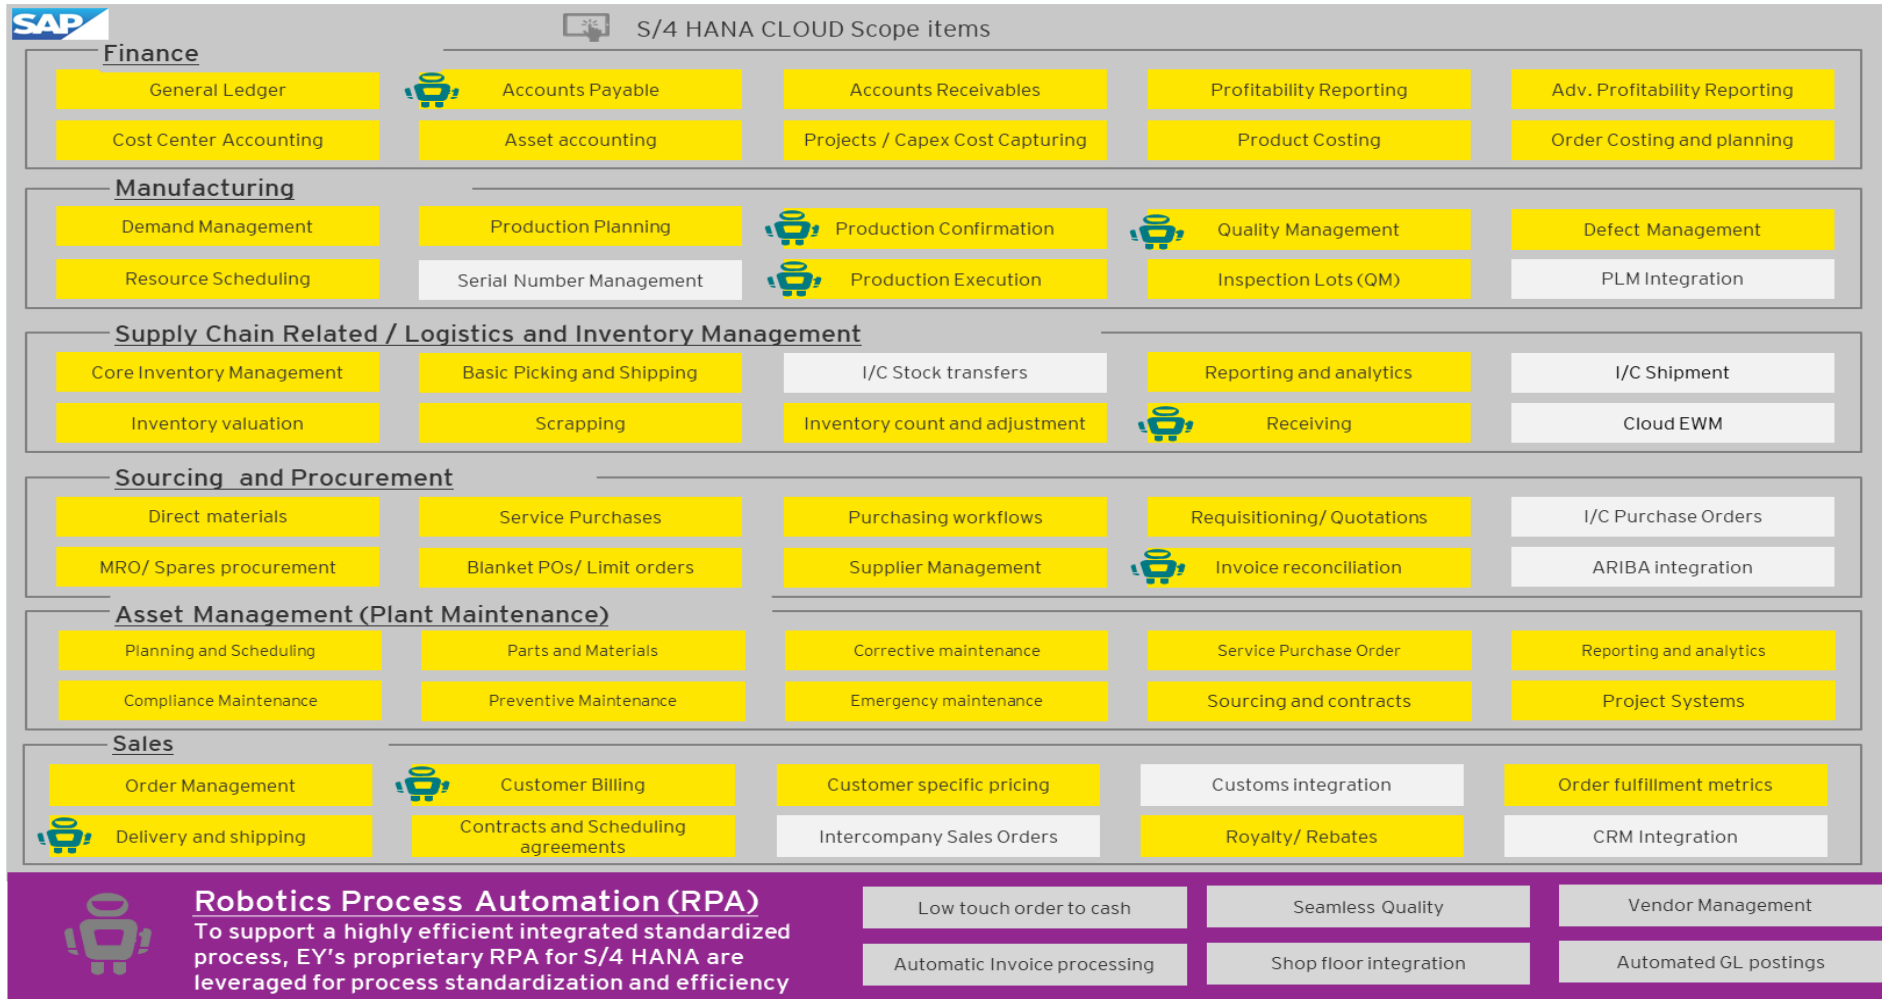 SAP
S/4 HANA CLOUD Scope items
Finance
General Ledger
Accounts Payable
Accounts Receivables
Profitability Reporting
Adv. Profitability Reporting
Cost Center Accounting
Asset accounting
Projects / Capex Cost Capturing
Product Costing
Order Costing and planning
Manufacturing
Demand Management
Production Planning
Production Confirmation
Quality Management
Defect Management
Resource Scheduling
Serial Number Management
Production Execution
Inspection Lots (QM)
PLM Integration
Supply Chain Related / Logistics and Inventory Management
Core Inventory Management
Basic Picking and Shipping
I/C Stock transfers
Reporting and analytics
I/C Shipment
Inventory valuation
Scrapping
Inventory count and adjustment
Receiving
Cloud EWM
Sourcing and Procurement
Direct materials
Service Purchases
Purchasing workflows
Requisitioning/ Quotations
I/C Purchase Orders
MRO/ Spares procurement
Blanket POs/ Limit orders
Supplier Management
Invoice reconciliation
ARIBA integration
Asset Management (Plant Maintenance)
Planning and Scheduling
Parts and Materials
Corrective maintenance
Service Purchase Order
Reporting and analytics
Compliance Maintenance
Preventive Maintenance
Emergency maintenance
Sourcing and contracts
Project Systems
Sales
Order Management
Customer Billing
Customer specific pricing
Customs integration
Order fulfillment metrics
Delivery and shipping
Contracts and Scheduling
agreements
Intercompany Sales Orders
Royalty/ Rebates
CRM Integration
Robotics Process Automation (RPA)
To support a highly efficient integrated standardized
process, EY's proprietary RPA for S/4 HANA are
leveraged for process standardization and efficiency
Low touch order to cash
Seamless Quality
Vendor Management
Automatic Invoice processing
Shop floor integration
Automated GL postings